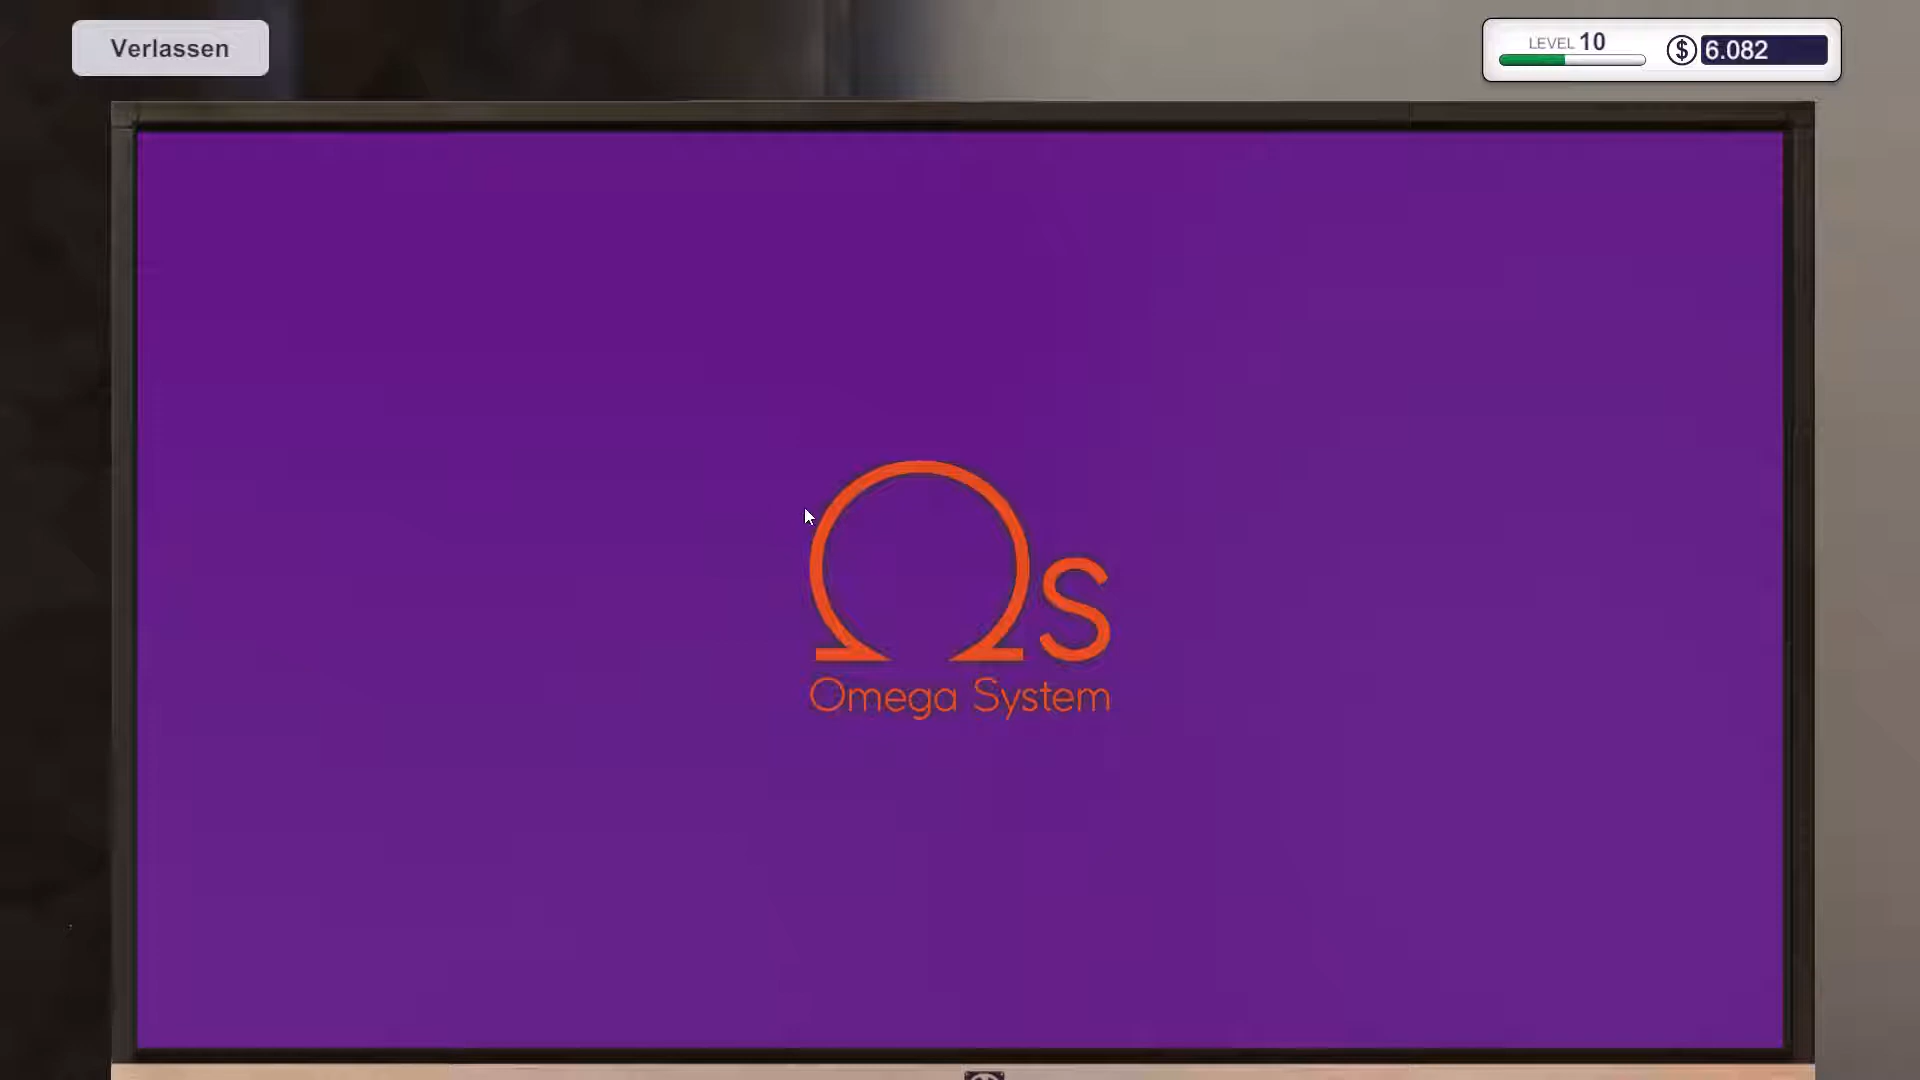 Verlassen
LEVEL 10
$ 6.082
Ωs
Omega System